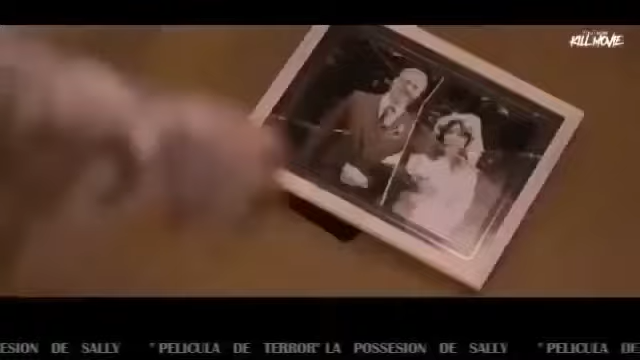 KILL MOVIE
ESION DE SALLY "PELICULA DE TERROR" LA POSSESION DE SALLY "PELICULA DE